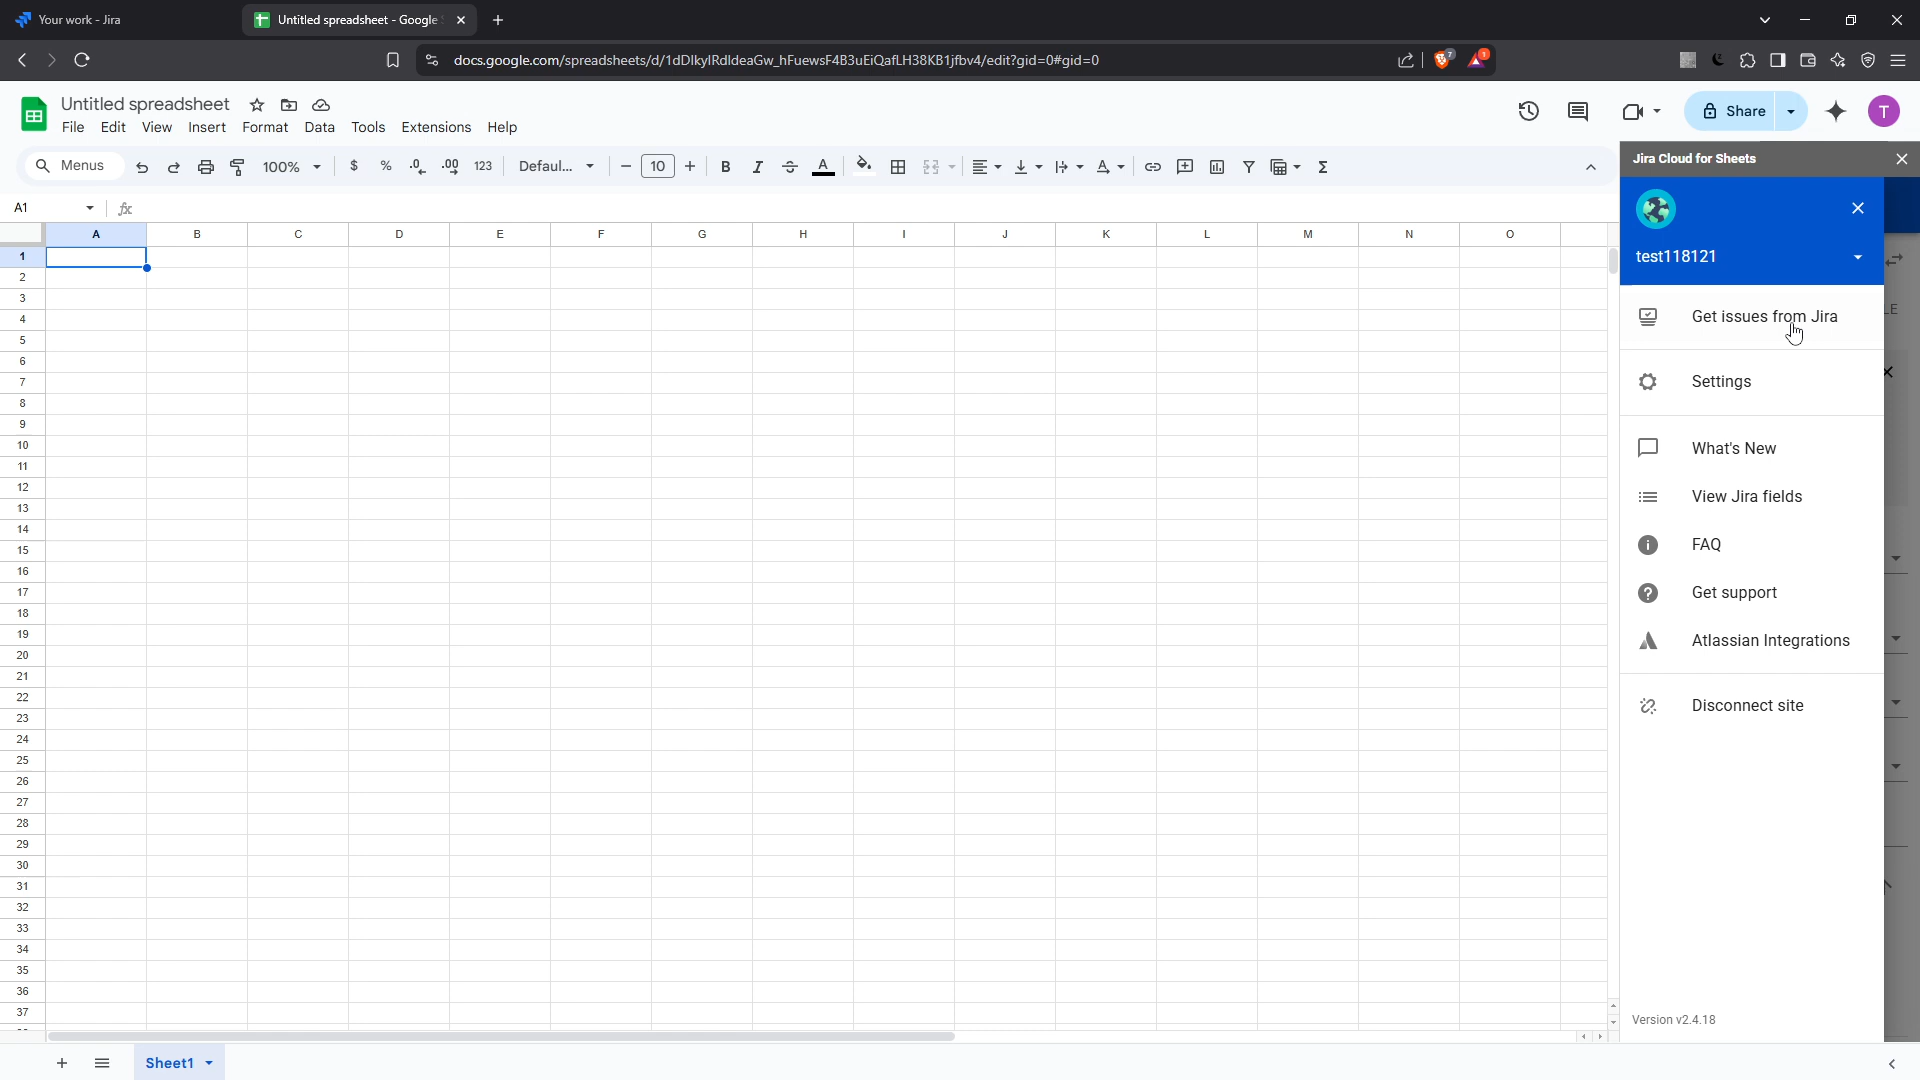 Your work - Jira
Untitled spreadsheet - Google S
docs.google.com/spreadsheets/d/1dDlkylRdldeaGw_hFuewsF4B3uEiQafLH38KB1jfbv4/edit?gid=0#gid=0
7
1
Untitled spreadsheet
File Edit View Insert Format Data Tools Extensions Help
Share
T
Menus
100%
$ % .0 .00 123
Defaul...
10
B I A
Σ
A1
fx
A B C D E F G H I J K L M N O
1
2
3
4
5
6
7
8
9
10
11
12
13
14
15
16
17
18
19
20
21
22
23
24
25
26
27
28
29
30
31
32
33
34
35
36
37
Sheet1
Jira Cloud for Sheets
test118121
Get issues from Jira
LE
Settings
What's New
View Jira fields
FAQ
Get support
Atlassian Integrations
Disconnect site
Version v2.4.18